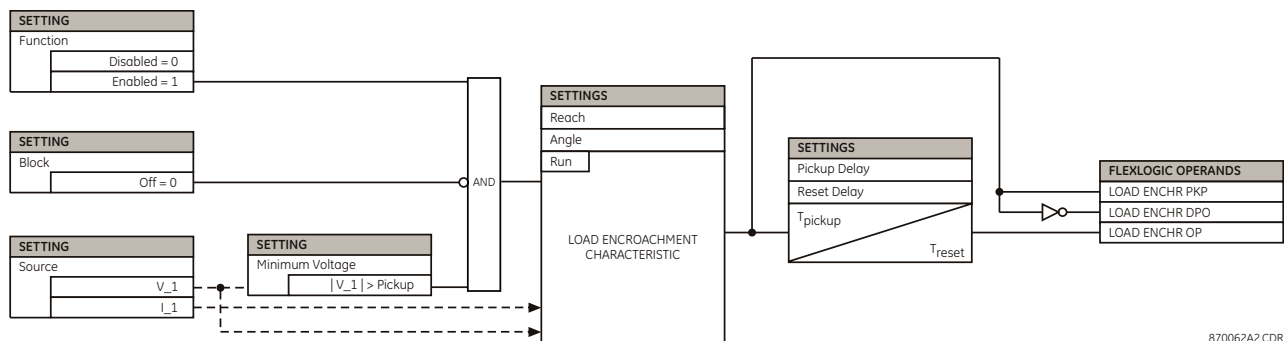 SETTING
Function
Disabled = 0
Enabled = 1
SETTING
Block
Off = 0
AND
SETTING
Source
V_1
I_1
SETTING
Minimum Voltage
| V_1 | > Pickup
SETTINGS
Reach
Angle
Run
LOAD ENCROACHMENT
CHARACTERISTIC
SETTINGS
Pickup Delay
Reset Delay
Tpickup
Treset
FLEXLOGIC OPERANDS
LOAD ENCHR PKP
LOAD ENCHR DPO
LOAD ENCHR OP
870062A2.CDR